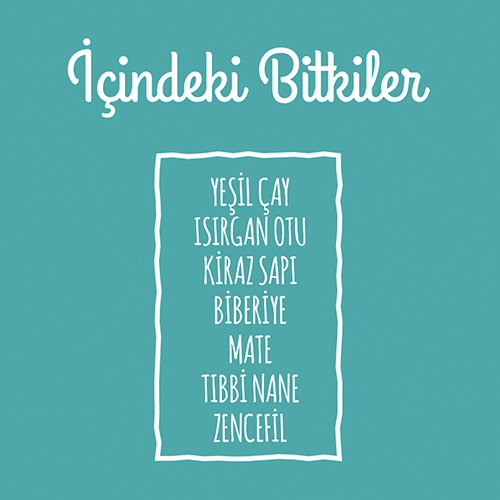 İçindeki Bitkiler
YEŞİL ÇAY
ISIRGAN OTU
KİRAZ SAPI
BİBERİYE
MATE
TIBBİ NANE
ZENCEFİL